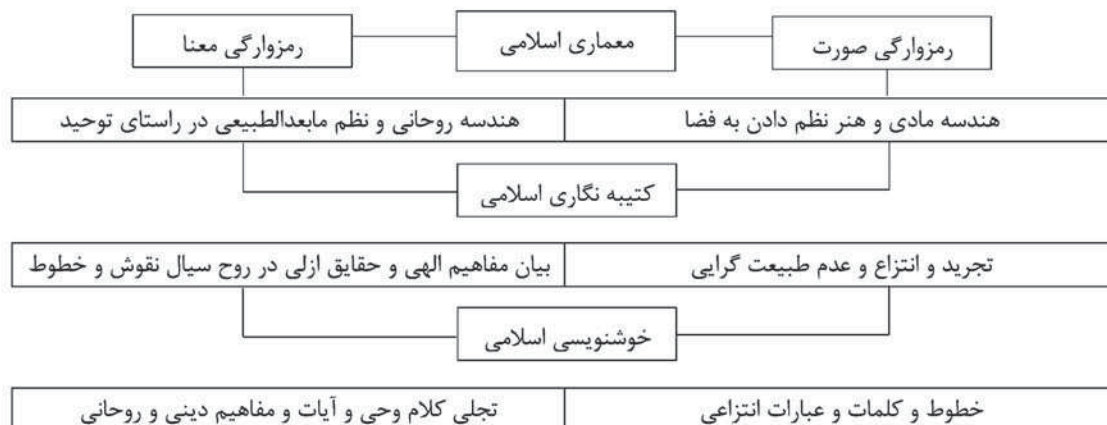 رمزوارگی صورت
معماری اسلامی
رمزوارگی معنا
هندسه مادی و هنر نظم دادن به فضا
هندسه روحانی و نظم مابعدالطبیعی در راستای توحید
کتیبه نگاری اسلامی
تجرید و انتزاع و عدم طبیعت گرایی
بیان مفاهیم الهی و حقایق ازلی در روح سیال نقوش و خطوط
خوشنویسی اسلامی
خطوط و کلمات و عبارات انتزاعی
تجلی کلام وحی و آیات و مفاهیم دینی و روحانی